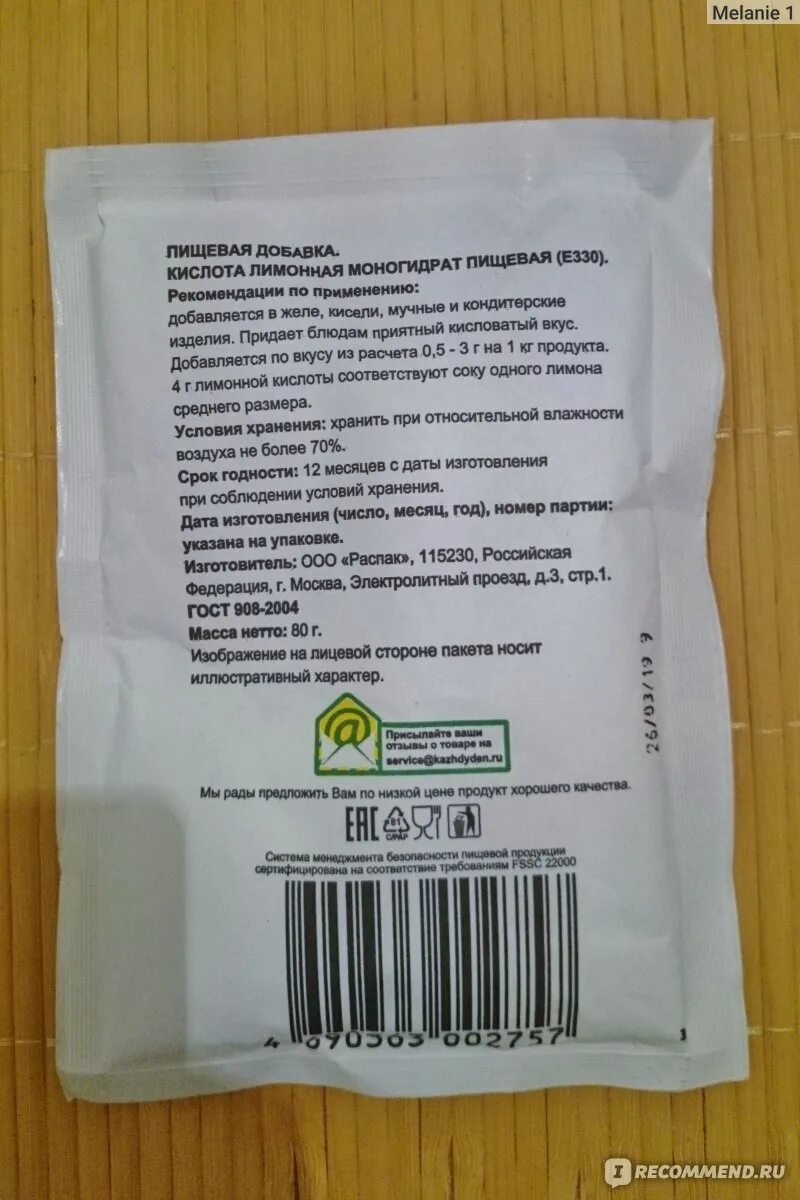 Melanie 1
ПИЩЕВАЯ ДОБАВКА.
КИСЛОТА ЛИМОННАЯ МОНОГИДРАТ ПИЩЕВАЯ (Е330).
Рекомендации по применению:
добавляется в желе, кисели, мучные и кондитерские
изделия. Придает блюдам приятный кисловатый вкус.
Добавляется по вкусу из расчета 0,5 - 3 г на 1 кг продукта.
4 г лимонной кислоты соответствуют соку одного лимона
среднего размера.
Условия хранения: хранить при относительной влажности
воздуха не более 70%.
Срок годности: 12 месяцев с даты изготовления
при соблюдении условий хранения.
Дата изготовления (число, месяц, год), номер партии:
указана на упаковке.
Изготовитель: ООО «Распак», 115230, Российская
Федерация, г. Москва, Электролитный проезд, д.3, стр.1.
ГОСТ 908-2004
Масса нетто: 80 г.
Изображение на лицевой стороне пакета носит
иллюстративный характер.
26/03/19 9
@
Присылайте ваши
отзывы о товаре на
service@kazhdyden.ru
Мы рады предложить Вам по низкой цене продукт хорошего качества.
EAC 81
C/PAP
Система менеджмента безопасности пищевой продукции
сертифицирована на соответствие требованиям FSSC 22000
4 690363 002757
I RECOMMEND.RU